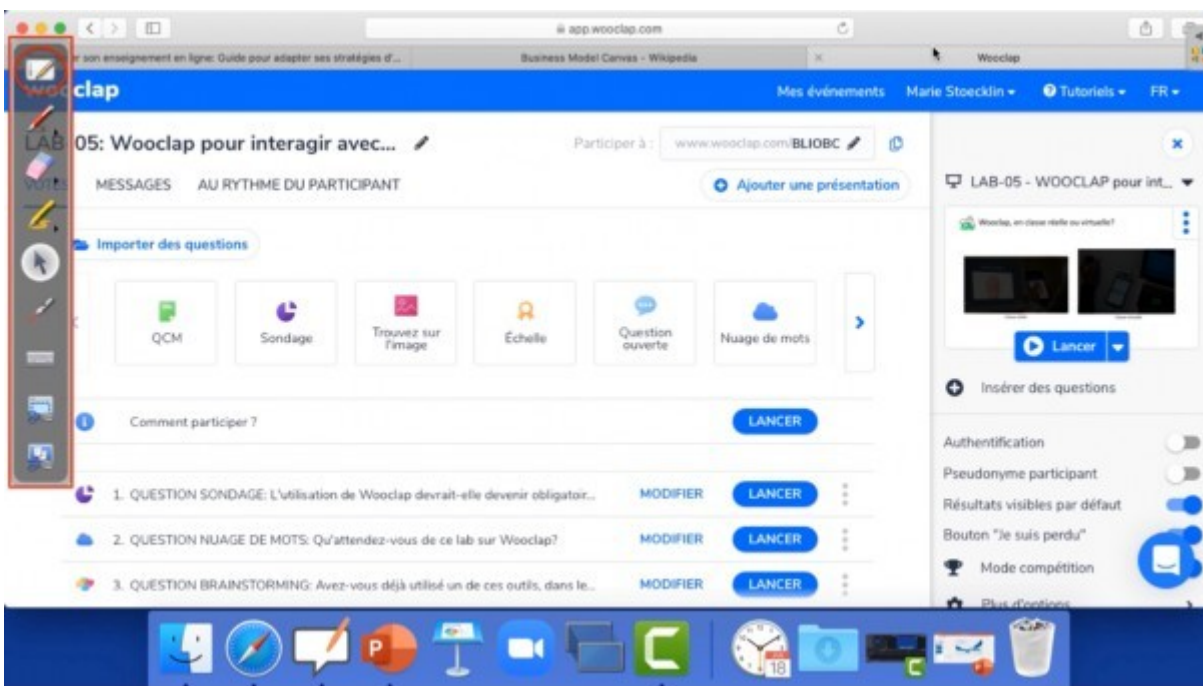 app.wooclap.com
r son enseignement en ligne: Guide pour adapter ses stratégies d'...
Business Model Canvas - Wikipedia
Wooclap
wooclap
Mes événements
Marie Stoecklin
Tutoriels
FR
LAB-05: Wooclap pour interagir avec...
Participer à :
www.wooclap.com/BLIOBC
VOTES
MESSAGES
AU RYTHME DU PARTICIPANT
Ajouter une présentation
LAB-05 - WOOCLAP pour int...
Wooclap, en classe réelle ou virtuelle?
Importer des questions
QCM
Sondage
Trouvez sur
l'image
Échelle
Question
ouverte
Nuage de mots
Lancer
Insérer des questions
Comment participer ?
LANCER
Authentification
Pseudonyme participant
Résultats visibles par défaut
Bouton "Je suis perdu"
Mode compétition
Plus d'options
1. QUESTION SONDAGE: L'utilisation de Wooclap devrait-elle devenir obligatoir...
MODIFIER
LANCER
2. QUESTION NUAGE DE MOTS: Qu'attendez-vous de ce lab sur Wooclap?
MODIFIER
LANCER
3. QUESTION BRAINSTORMING: Avez-vous déjà utilisé un de ces outils, dans le...
MODIFIER
LANCER
P
C
18